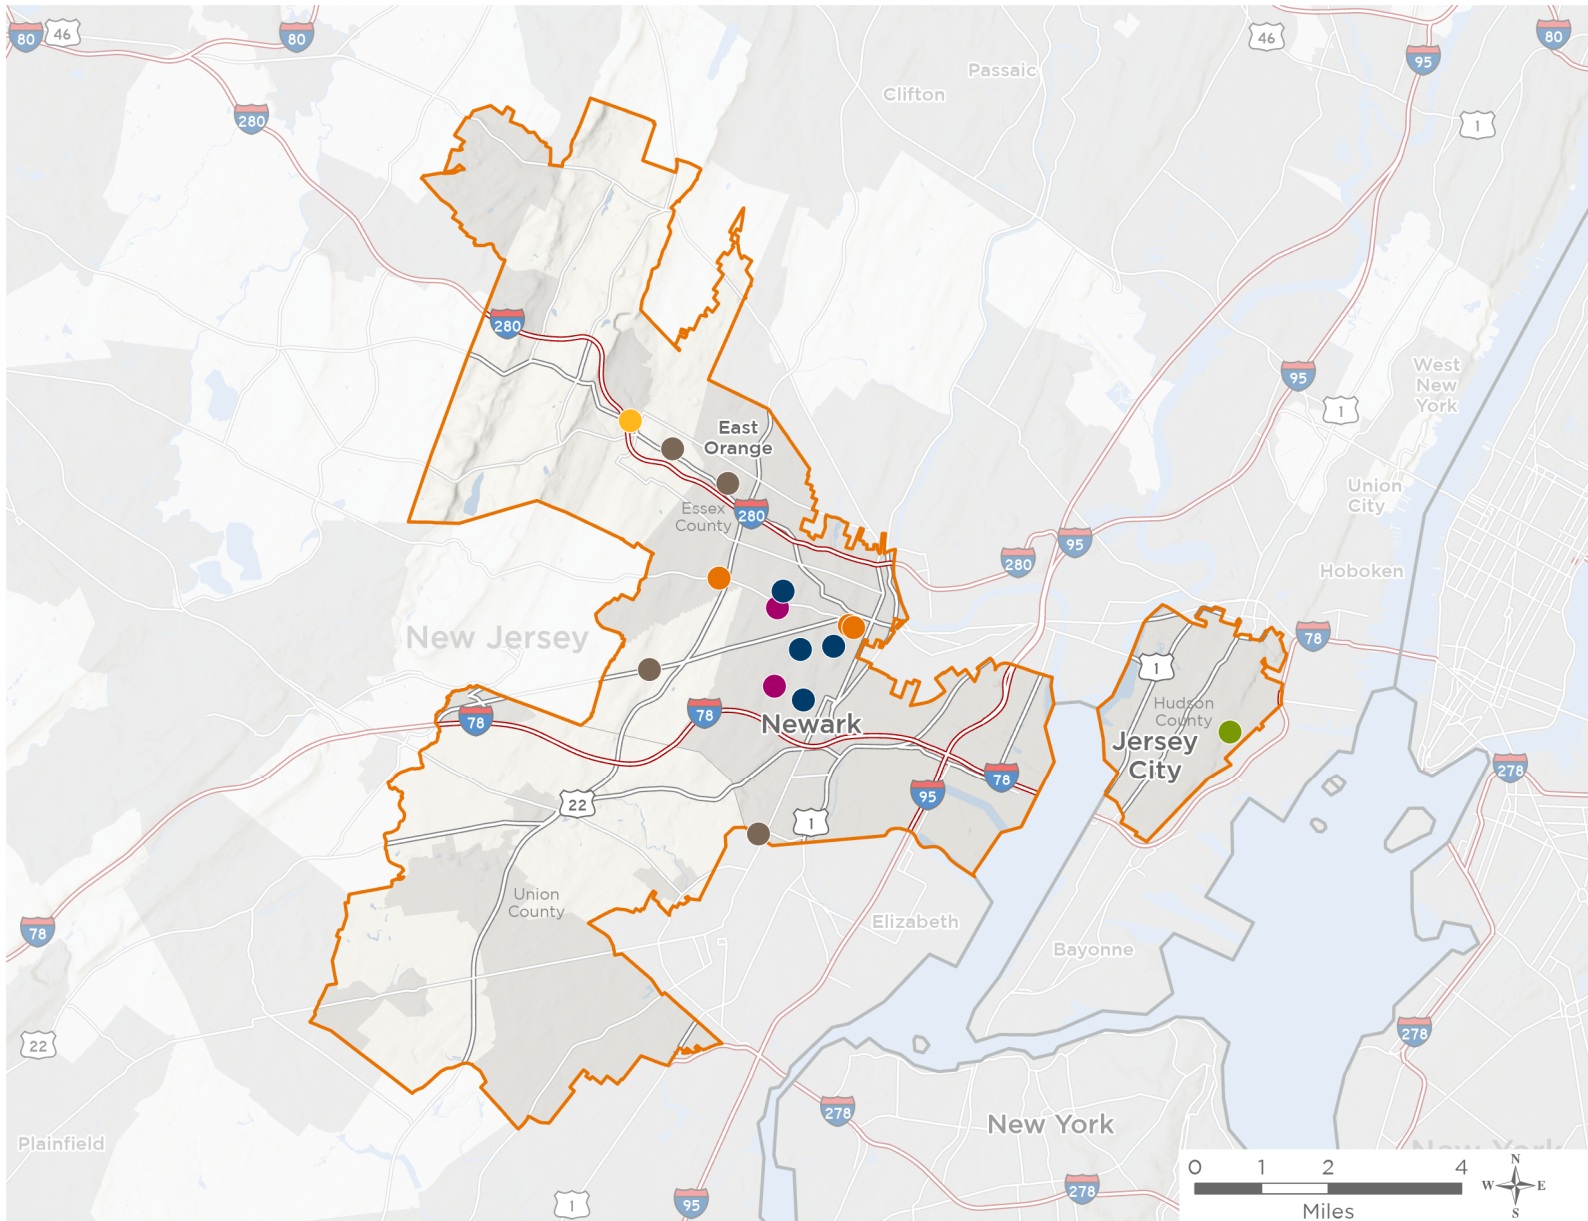 80
46
80
46
95
80
Passaic
Clifton
280
1
280
95
West
New
York
1
East
Orange
Union
City
Essex
County
280
95
280
Hoboken
New Jersey
78
1
78
78
Hudson
County
Newark
Jersey
City
278
78
95
22
1
Union
County
78
Elizabeth
Bayonne
22
278
278
New York
Plainfield
New York
0 1 2 4
Miles
N
W E
S
278
95
1